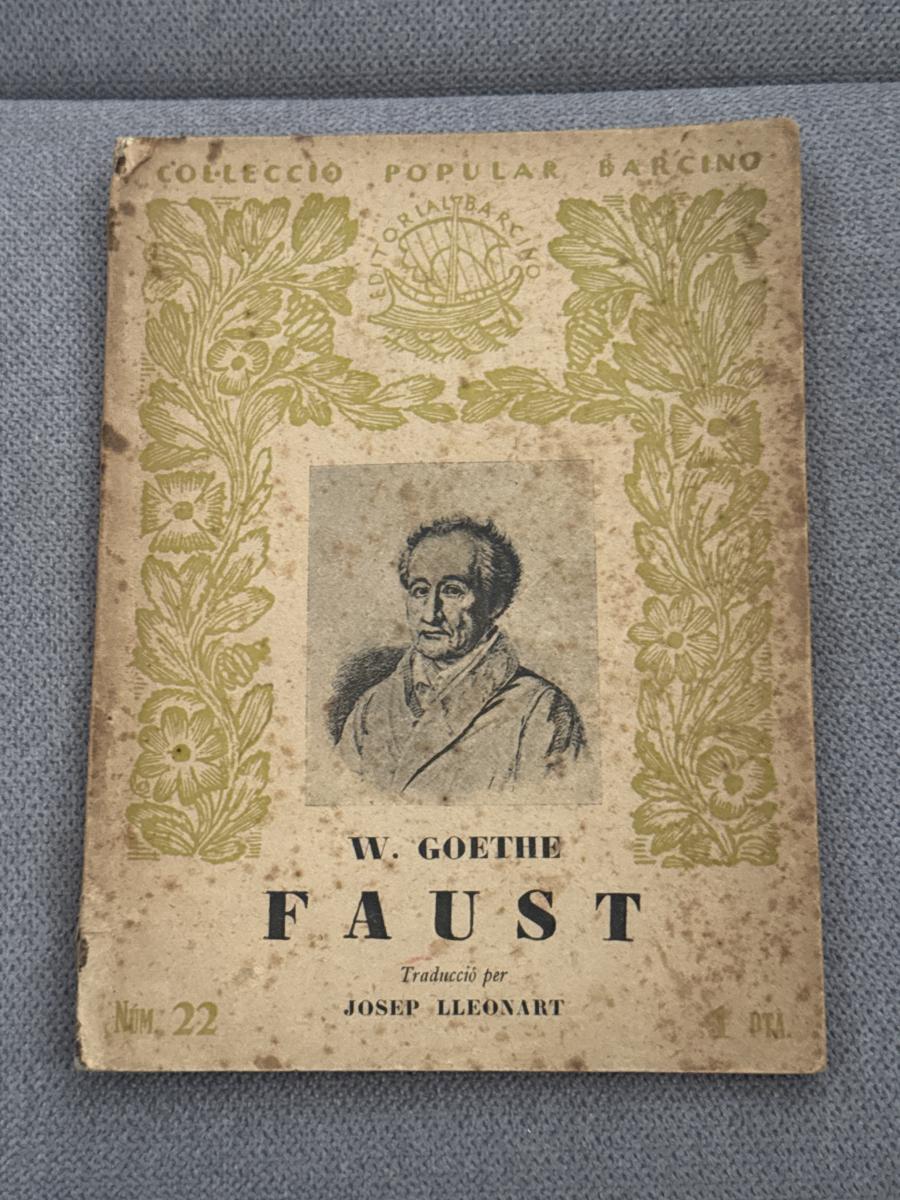 COL·LECCIÓ POPULAR BARCINO
EDITORIAL BARCINO
W. GOETHE
FAUST
Traducció per
JOSEP LLEONART
NÚM. 22
1 PTA.